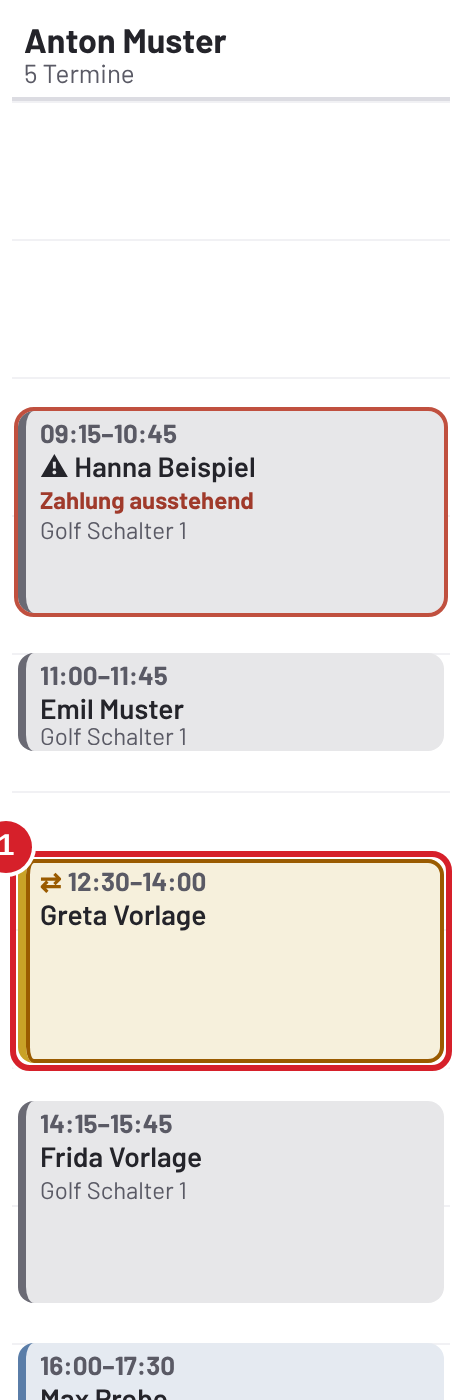 Anton Muster
5 Termine
09:15–10:45
⚠ Hanna Beispiel
Zahlung ausstehend
Golf Schalter 1
11:00–11:45
Emil Muster
Golf Schalter 1
1
⇄ 12:30–14:00
Greta Vorlage
14:15–15:45
Frida Vorlage
Golf Schalter 1
16:00–17:30
Max Probe